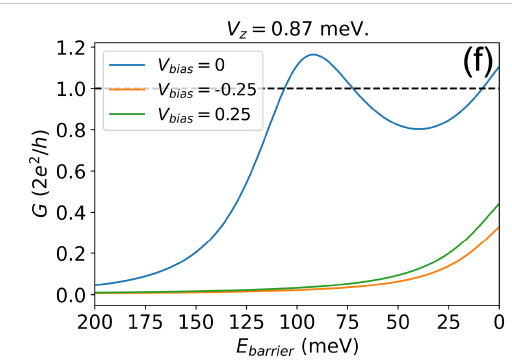 V_z = 0.87 meV.
(f)
V_bias = 0
V_bias = -0.25
V_bias = 0.25
G (2e²/h)
1.2
1.0
0.8
0.6
0.4
0.2
0.0
200 175 150 125 100 75 50 25 0
E_barrier (meV)